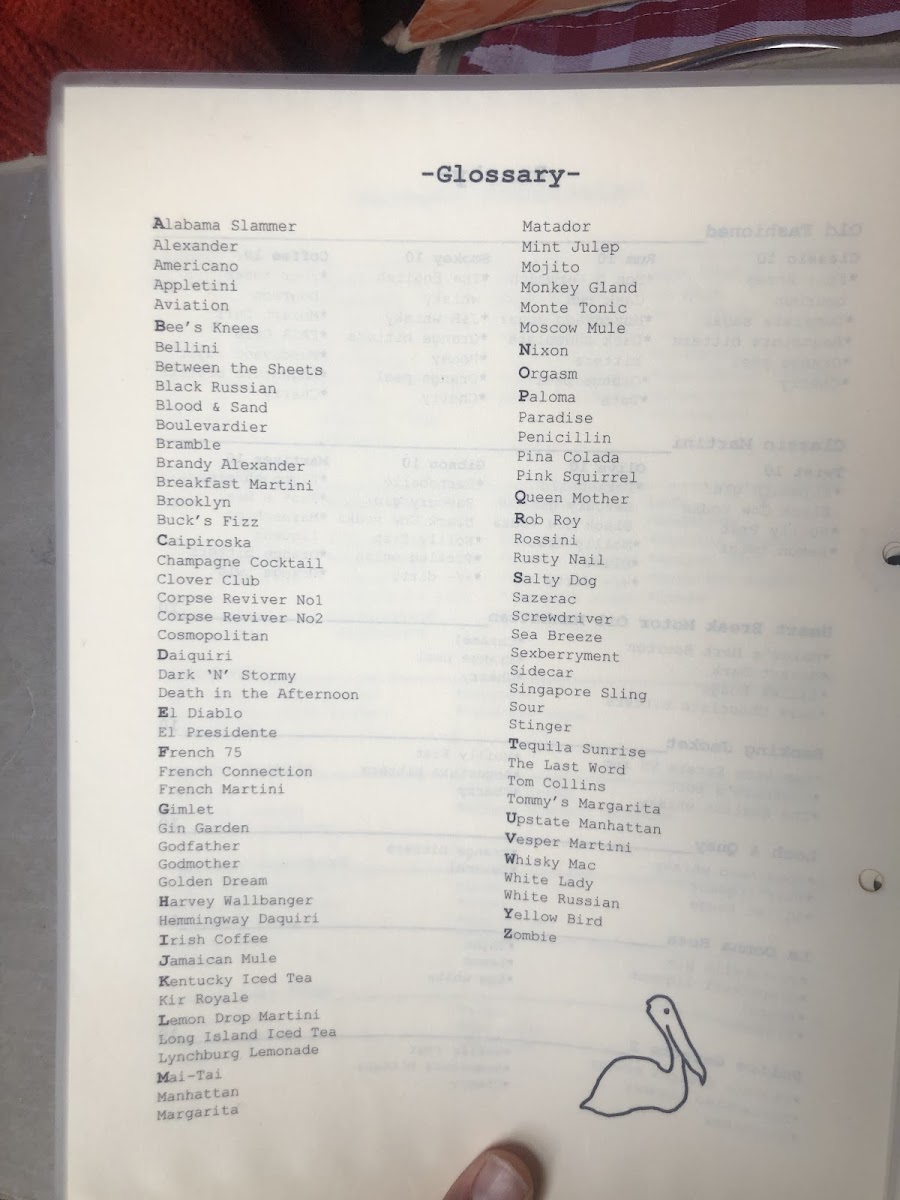 -Glossary-
Alabama Slammer
Alexander
Americano
Appletini
Aviation
Bee's Knees
Bellini
Between the Sheets
Black Russian
Blood & Sand
Boulevardier
Bramble
Brandy Alexander
Breakfast Martini
Brooklyn
Buck's Fizz
Caipiroska
Champagne Cocktail
Clover Club
Corpse Reviver No1
Corpse Reviver No2
Cosmopolitan
Daiquiri
Dark 'N' Stormy
Death in the Afternoon
El Diablo
El Presidente
French 75
French Connection
French Martini
Gimlet
Gin Garden
Godfather
Godmother
Golden Dream
Harvey Wallbanger
Hemmingway Daquiri
Irish Coffee
Jamaican Mule
Kentucky Iced Tea
Kir Royale
Lemon Drop Martini
Long Island Iced Tea
Lynchburg Lemonade
Mai-Tai
Manhattan
Margarita
Matador
Mint Julep
Mojito
Monkey Gland
Monte Tonic
Moscow Mule
Nixon
Orgasm
Paloma
Paradise
Penicillin
Pina Colada
Pink Squirrel
Queen Mother
Rob Roy
Rossini
Rusty Nail
Salty Dog
Sazerac
Screwdriver
Sea Breeze
Sexberryment
Sidecar
Singapore Sling
Sour
Stinger
Tequila Sunrise
The Last Word
Tom Collins
Tommy's Margarita
Upstate Manhattan
Vesper Martini
Whisky Mac
White Lady
White Russian
Yellow Bird
Zombie